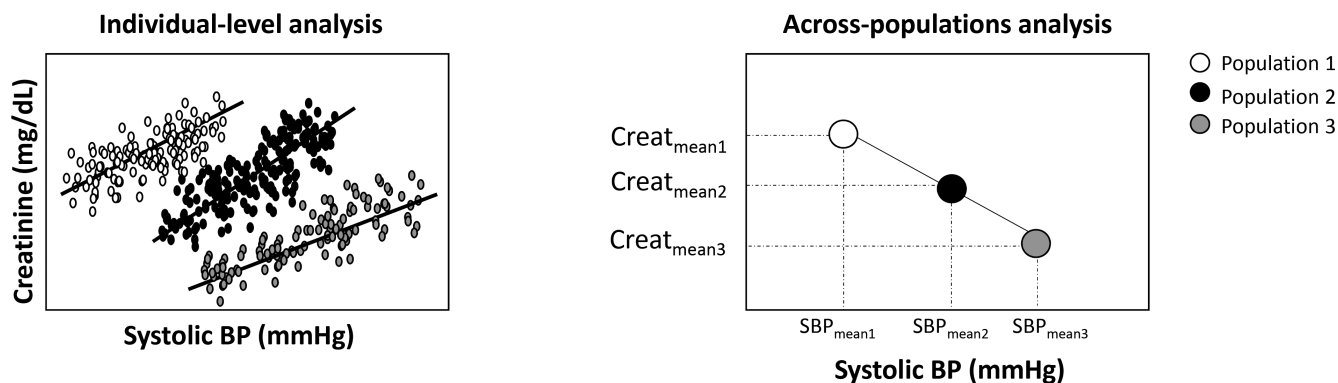 Individual-level analysis
Creatinine (mg/dL)
Systolic BP (mmHg)
Across-populations analysis
Creatmean1
Creatmean2
Creatmean3
SBPmean1 SBPmean2 SBPmean3
Systolic BP (mmHg)
Population 1
Population 2
Population 3